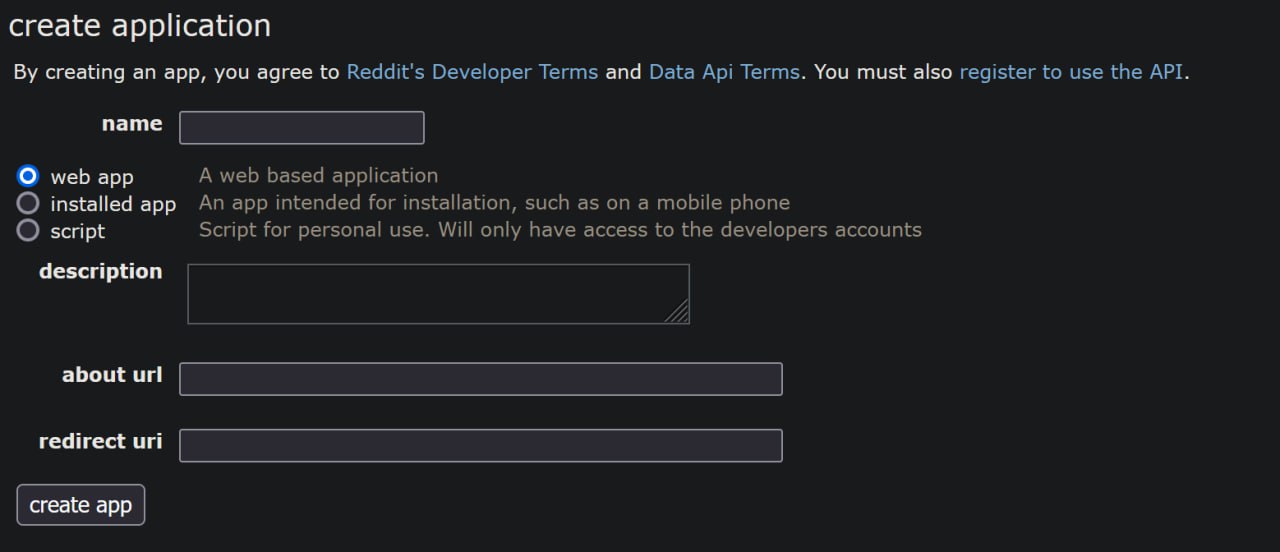 create application
By creating an app, you agree to Reddit's Developer Terms and Data Api Terms. You must also register to use the API.
name
web app A web based application
installed app An app intended for installation, such as on a mobile phone
script Script for personal use. Will only have access to the developers accounts
description
about url
redirect uri
create app